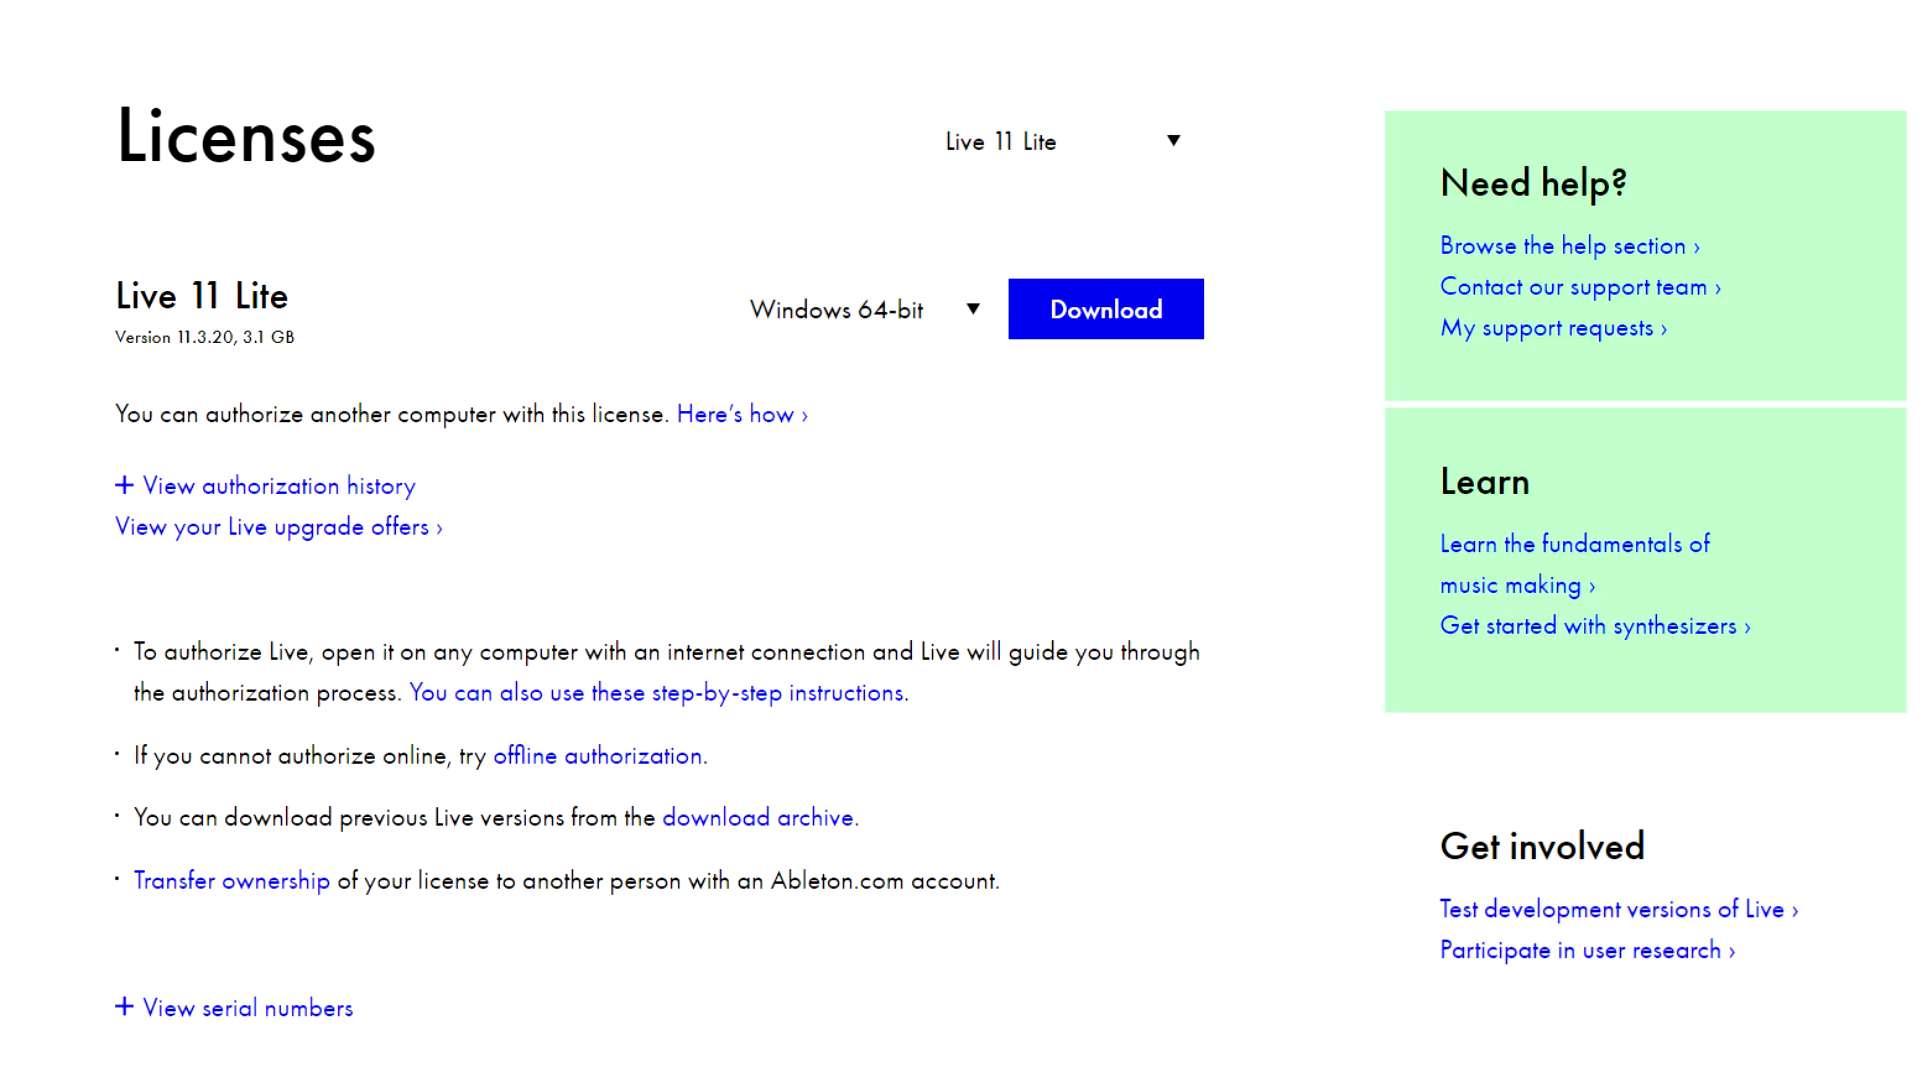 Licenses
Live 11 Lite ▼
Live 11 Lite
Version 11.3.20, 3.1 GB
Windows 64-bit ▼
Download
You can authorize another computer with this license. Here’s how ›
+ View authorization history
View your Live upgrade offers ›
· To authorize Live, open it on any computer with an internet connection and Live will guide you through
the authorization process. You can also use these step-by-step instructions.
· If you cannot authorize online, try offline authorization.
· You can download previous Live versions from the download archive.
· Transfer ownership of your license to another person with an Ableton.com account.
+ View serial numbers
Need help?
Browse the help section ›
Contact our support team ›
My support requests ›
Learn
Learn the fundamentals of
music making ›
Get started with synthesizers ›
Get involved
Test development versions of Live ›
Participate in user research ›